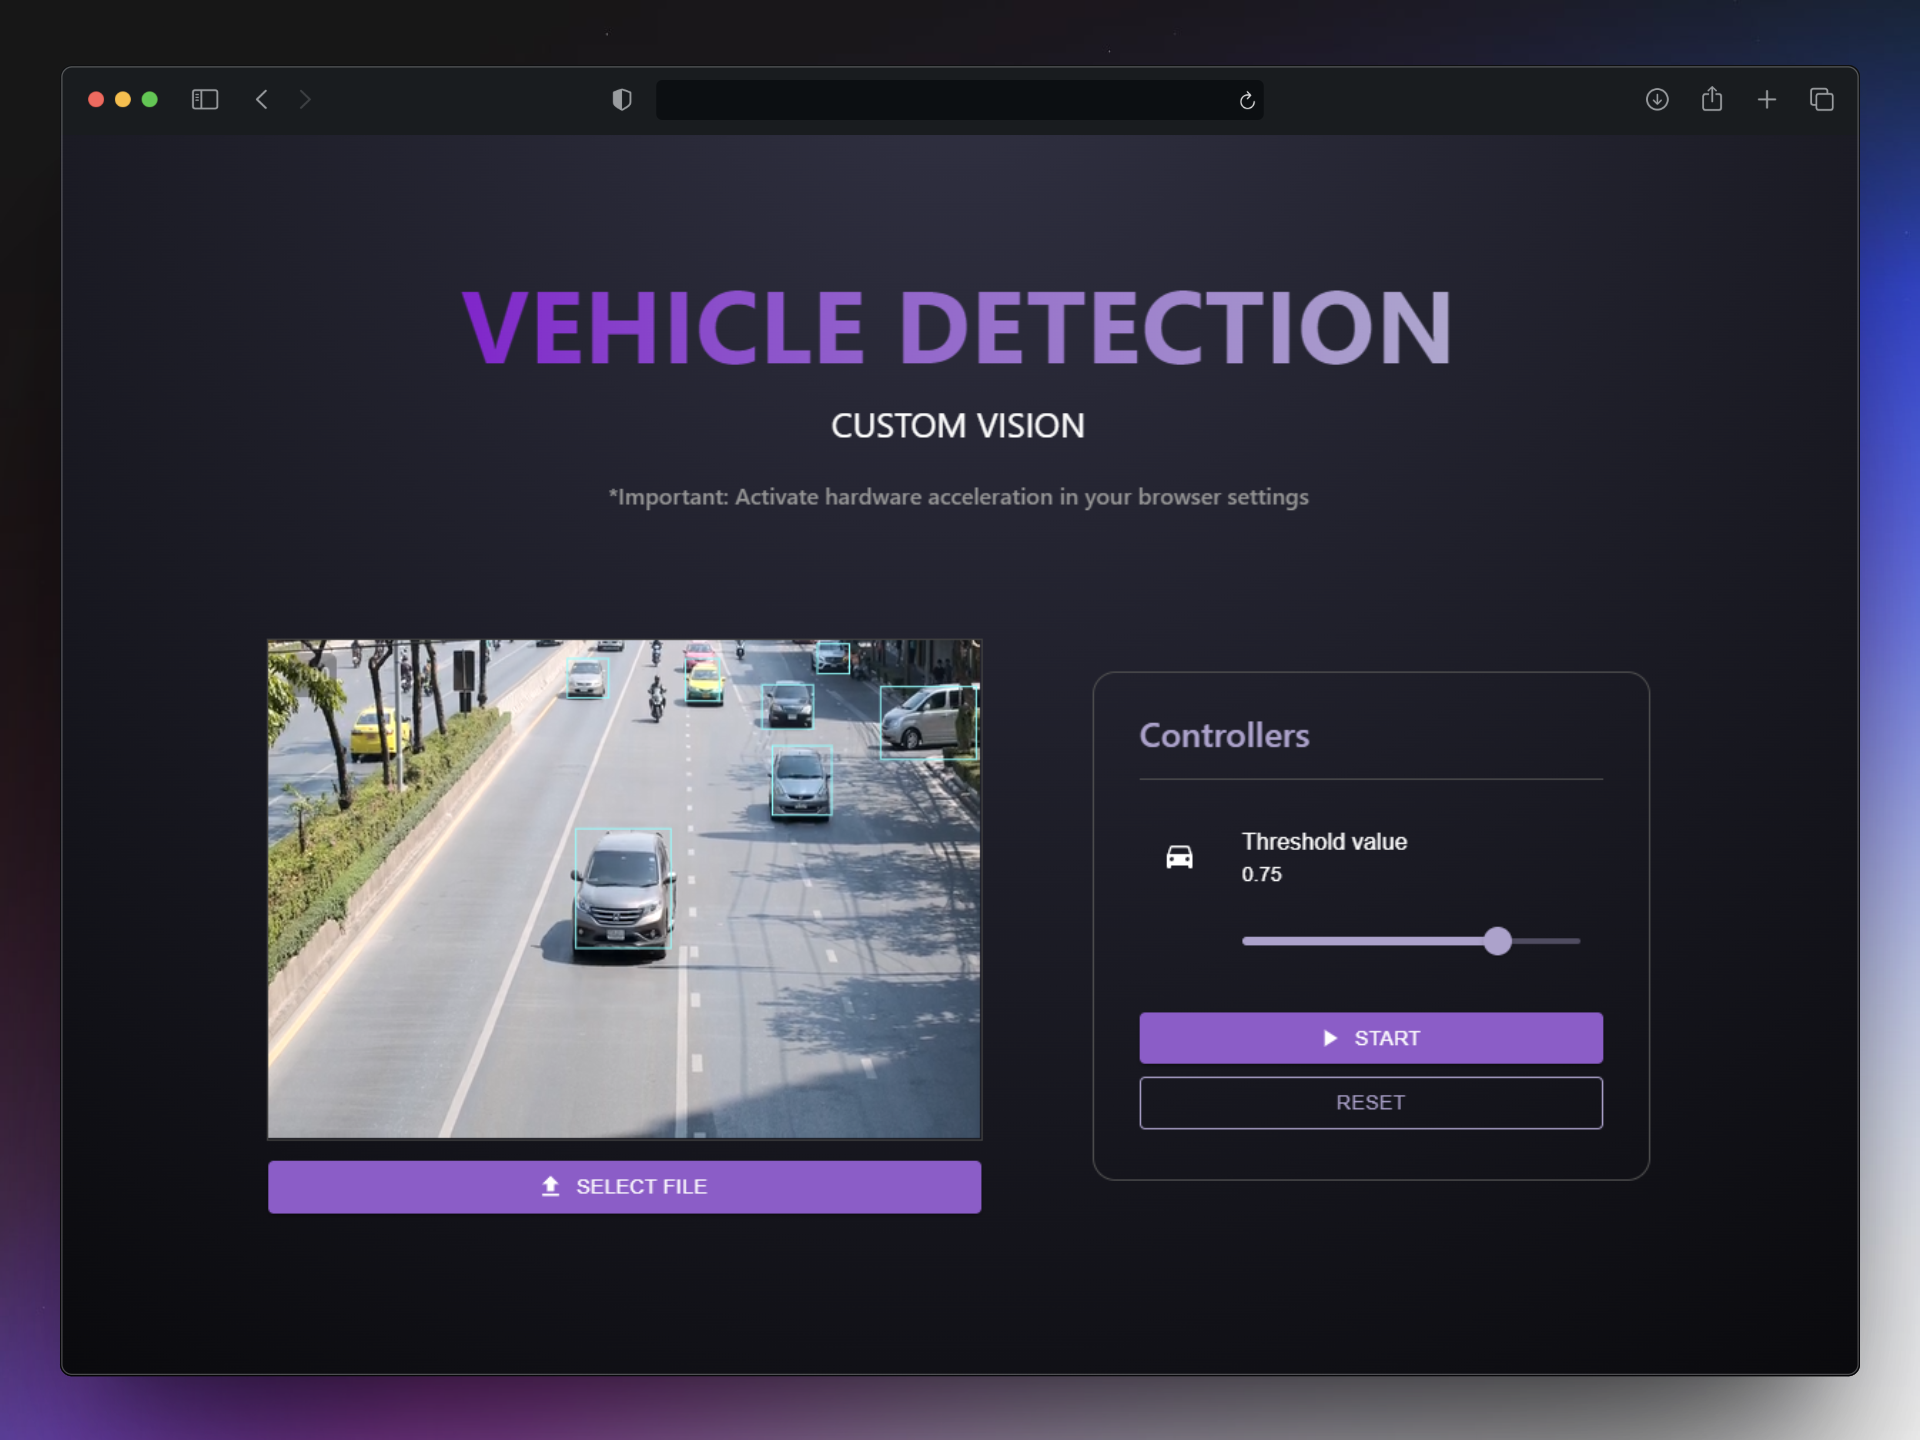 VEHICLE DETECTION
CUSTOM VISION
*Important: Activate hardware acceleration in your browser settings
Controllers
Threshold value
0.75
START
RESET
SELECT FILE